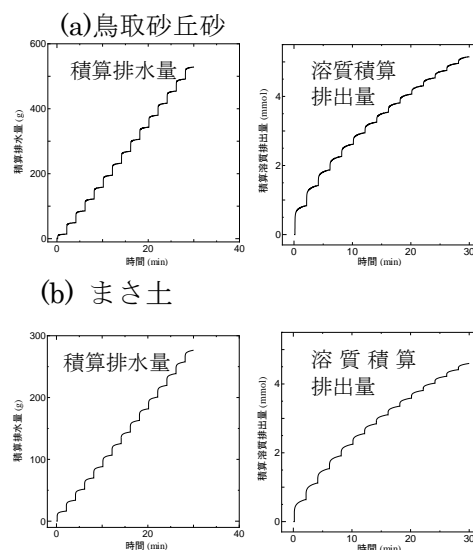 (a)鳥取砂丘砂
積算排水量
積算排水量 (g)
600
400
200
0
0
20
40
時間 (min)
溶質積算
排出量
積算溶質排出量 (mmol)
4
2
0
0
10
20
30
時間 (min)
(b) まさ土
積算排水量
積算排水量 (g)
300
200
100
0
0
20
40
時間 (min)
溶 質 積 算
排出量
積算溶質排出量 (mmol)
4
2
0
0
10
20
30
時間 (min)